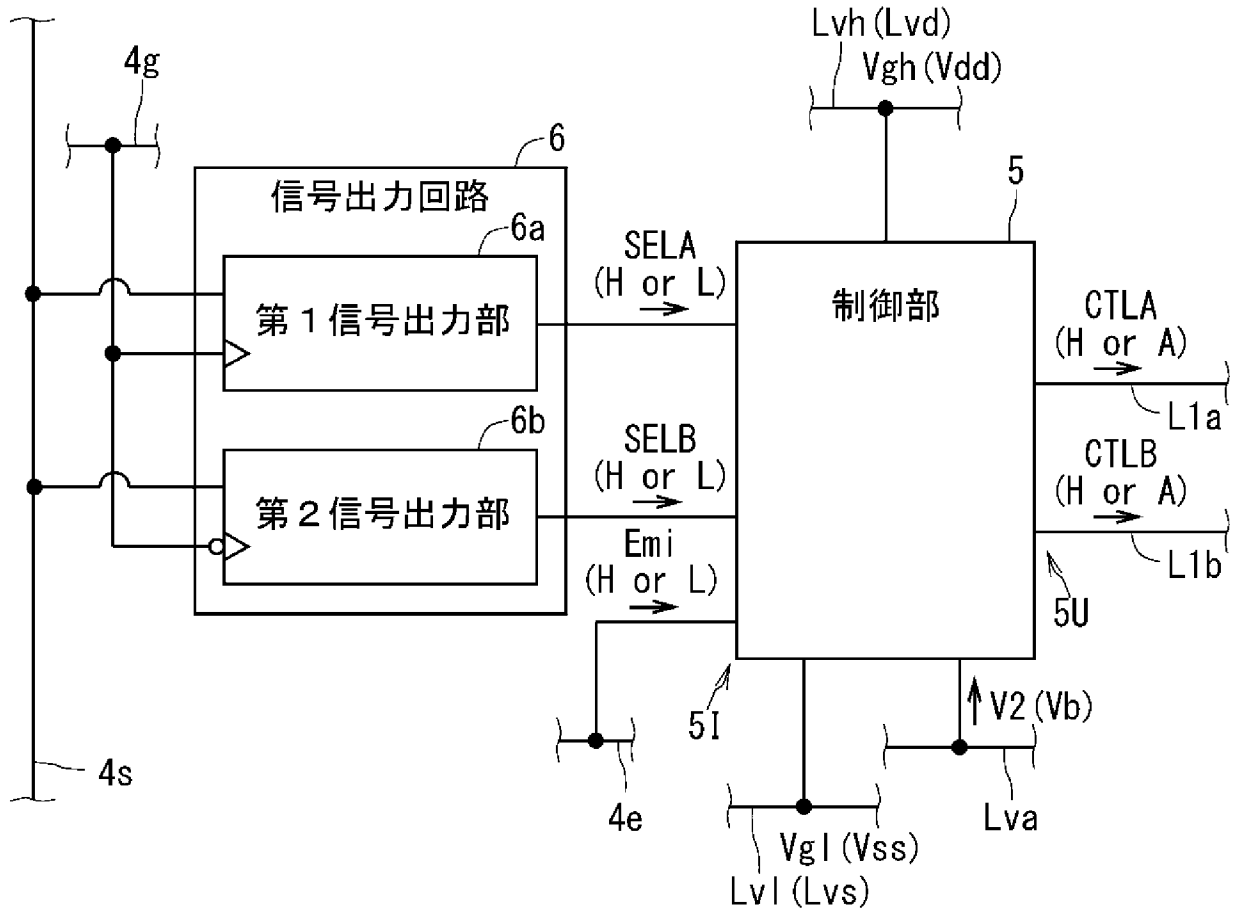 Lvh(Lvd)
Vgh(Vdd)
4g
6
信号出力回路
5
6a
第１信号出力部
SELA
(H or L)
制御部
CTLA
(H or A)
L1a
6b
第２信号出力部
SELB
(H or L)
CTLB
(H or A)
L1b
Emi
(H or L)
5U
5I
V2(Vb)
4s
4e
Lva
Vgl(Vss)
Lvl(Lvs)